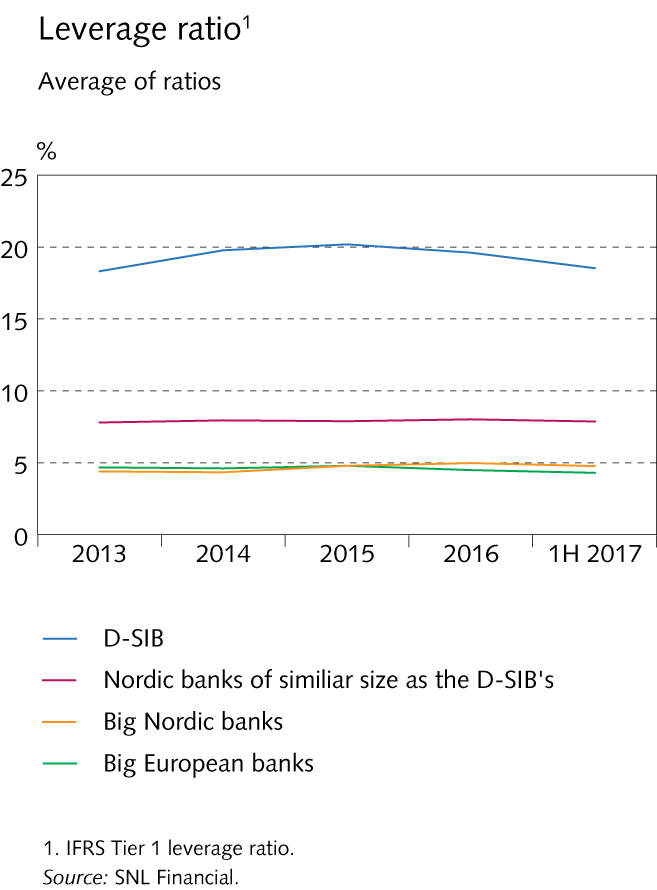 Leverage ratio¹
Average of ratios
%
25
20
15
10
5
0
2013 2014 2015 2016 1H 2017
D-SIB
Nordic banks of similiar size as the D-SIB's
Big Nordic banks
Big European banks
1. IFRS Tier 1 leverage ratio.
Source: SNL Financial.